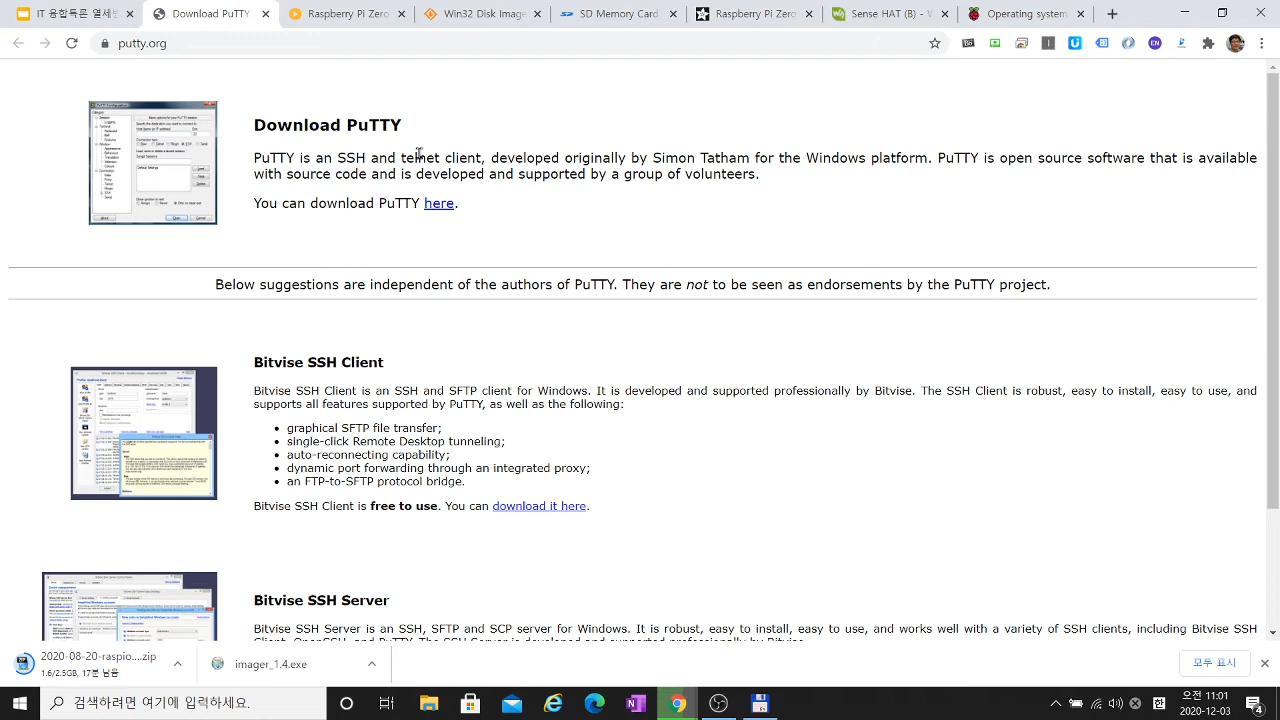 IT 융합특론 연세반
Download PuTTY
Raspberry Pi Zero
Win32 Disk Image
SD Memory Card
Raspberry Pi Zero
Sense HAT (B) - V
Operating system
putty.org
Download PuTTY
PuTTY is an SSH and telnet client, developed originally by Simon Tatham for the Windows platform. PuTTY is open source software that is available
with source code and is developed and supported by a group of volunteers.
You can download PuTTY here.
Below suggestions are independent of the authors of PuTTY. They are not to be seen as endorsements by the PuTTY project.
Bitvise SSH Client
Bitvise SSH Client is an SSH and SFTP client for Windows. It is developed and supported professionally by Bitvise. The SSH Client is robust, easy to install, easy to use, and
supports all features supported by PuTTY, as well as the following:
• graphical SFTP file transfer;
• single-click Remote Desktop tunneling;
• auto-reconnecting capability;
• dynamic port forwarding through an integrated proxy;
• an FTP-to-SFTP protocol bridge.
Bitvise SSH Client is free to use. You can download it here.
Bitvise SSH Server
Bitvise SSH Server is an SSH, SFTP and SCP server for Windows. It is robust, easy to install, easy to use, and works well with a variety of SSH clients, including Bitvise SSH
2020-08-20-raspio....zip
1.6/2.5GB, 17분 남음
imager_1.4.exe
모두 표시
검색하려면 여기에 입력하세요.
한
오전 11:01
2020-12-03
4